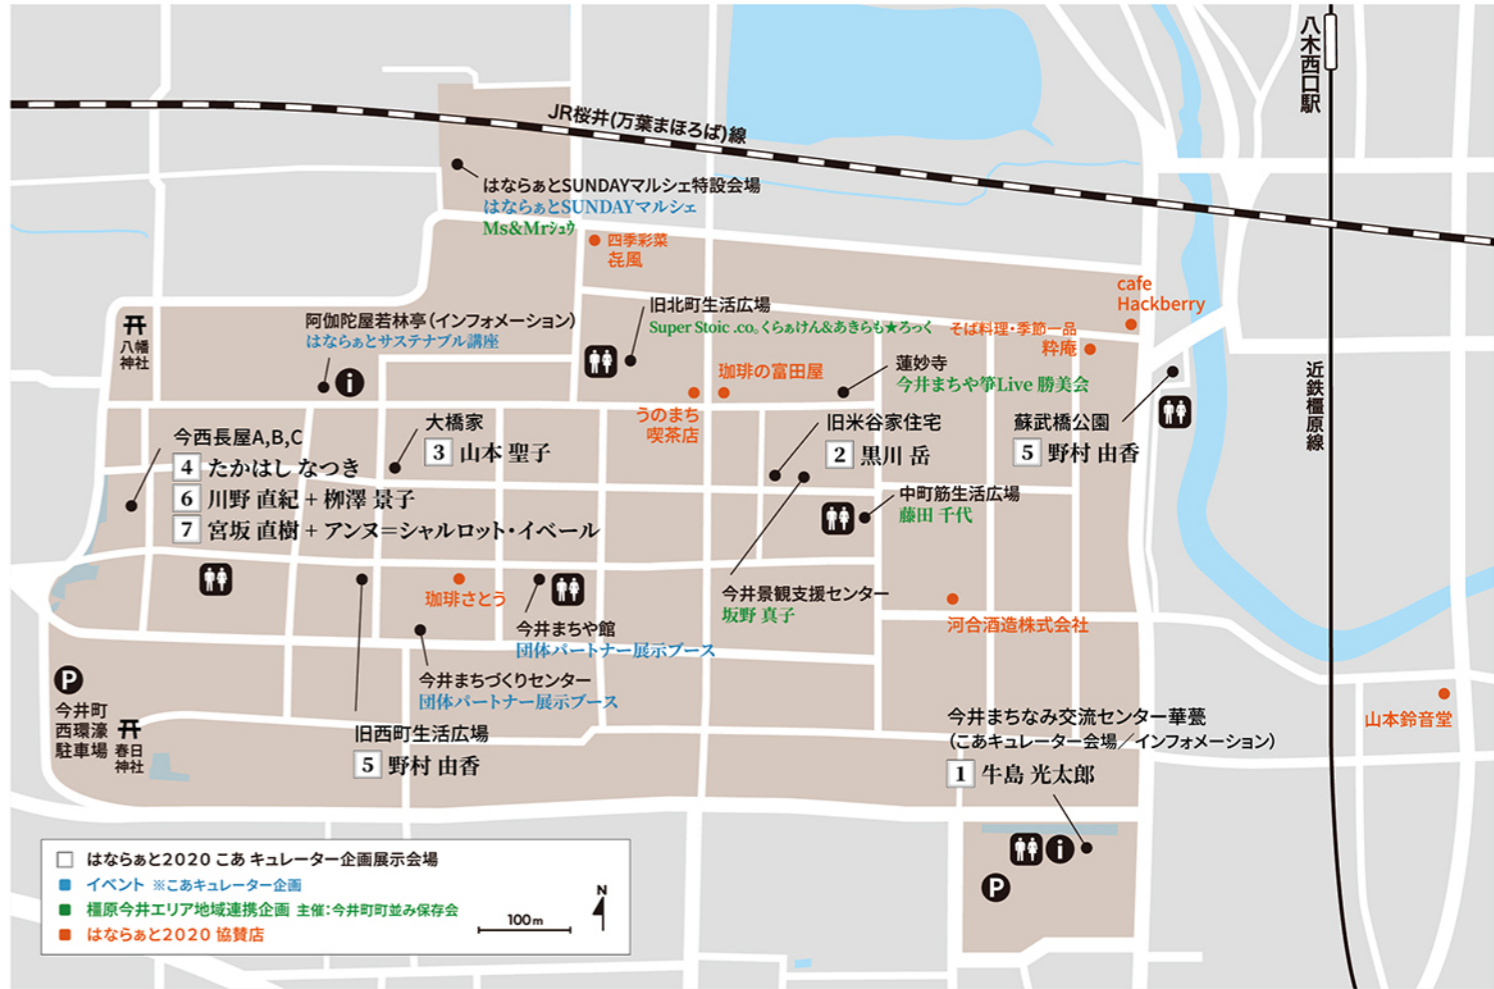 八木西口駅
JR桜井(万葉まほろば)線
はならぁとSUNDAYマルシェ特設会場
はならぁとSUNDAYマルシェ
Ms&Mrジュウ
四季彩菜
㐂風
cafe
Hackberry
旧北町生活広場
Super Stoic .co。くらぁけん&あきらも★ろっく
そば料理・季節一品
粋庵
阿伽陀屋若林亭(インフォメーション)
はならぁとサステナブル講座
八幡
神社
珈琲の富田屋
蓮妙寺
今井まちや箏Live 勝美会
うのまち
喫茶店
近鉄橿原線
大橋家
3 山本 聖子
旧米谷家住宅
2 黒川 岳
蘇武橋公園
5 野村 由香
今西長屋A,B,C
4 たかはし なつき
6 川野 直紀 + 栁澤 景子
7 宮坂 直樹 + アンヌ=シャルロット・イベール
中町筋生活広場
藤田 千代
珈琲さとう
今井景観支援センター
坂野 真子
今井まちや館
団体パートナー展示ブース
河合酒造株式会社
今井まちづくりセンター
団体パートナー展示ブース
P
今井町
西環濠
駐車場
春日
神社
旧西町生活広場
5 野村 由香
今井まちなみ交流センター華甍
(こあキュレーター会場/インフォメーション)
1 牛島 光太郎
山本鈴音堂
P
はならぁと2020 こあ キュレーター企画展示会場
イベント ※こあキュレーター企画
橿原今井エリア地域連携企画 主催:今井町町並み保存会
はならぁと2020 協賛店
100m
N